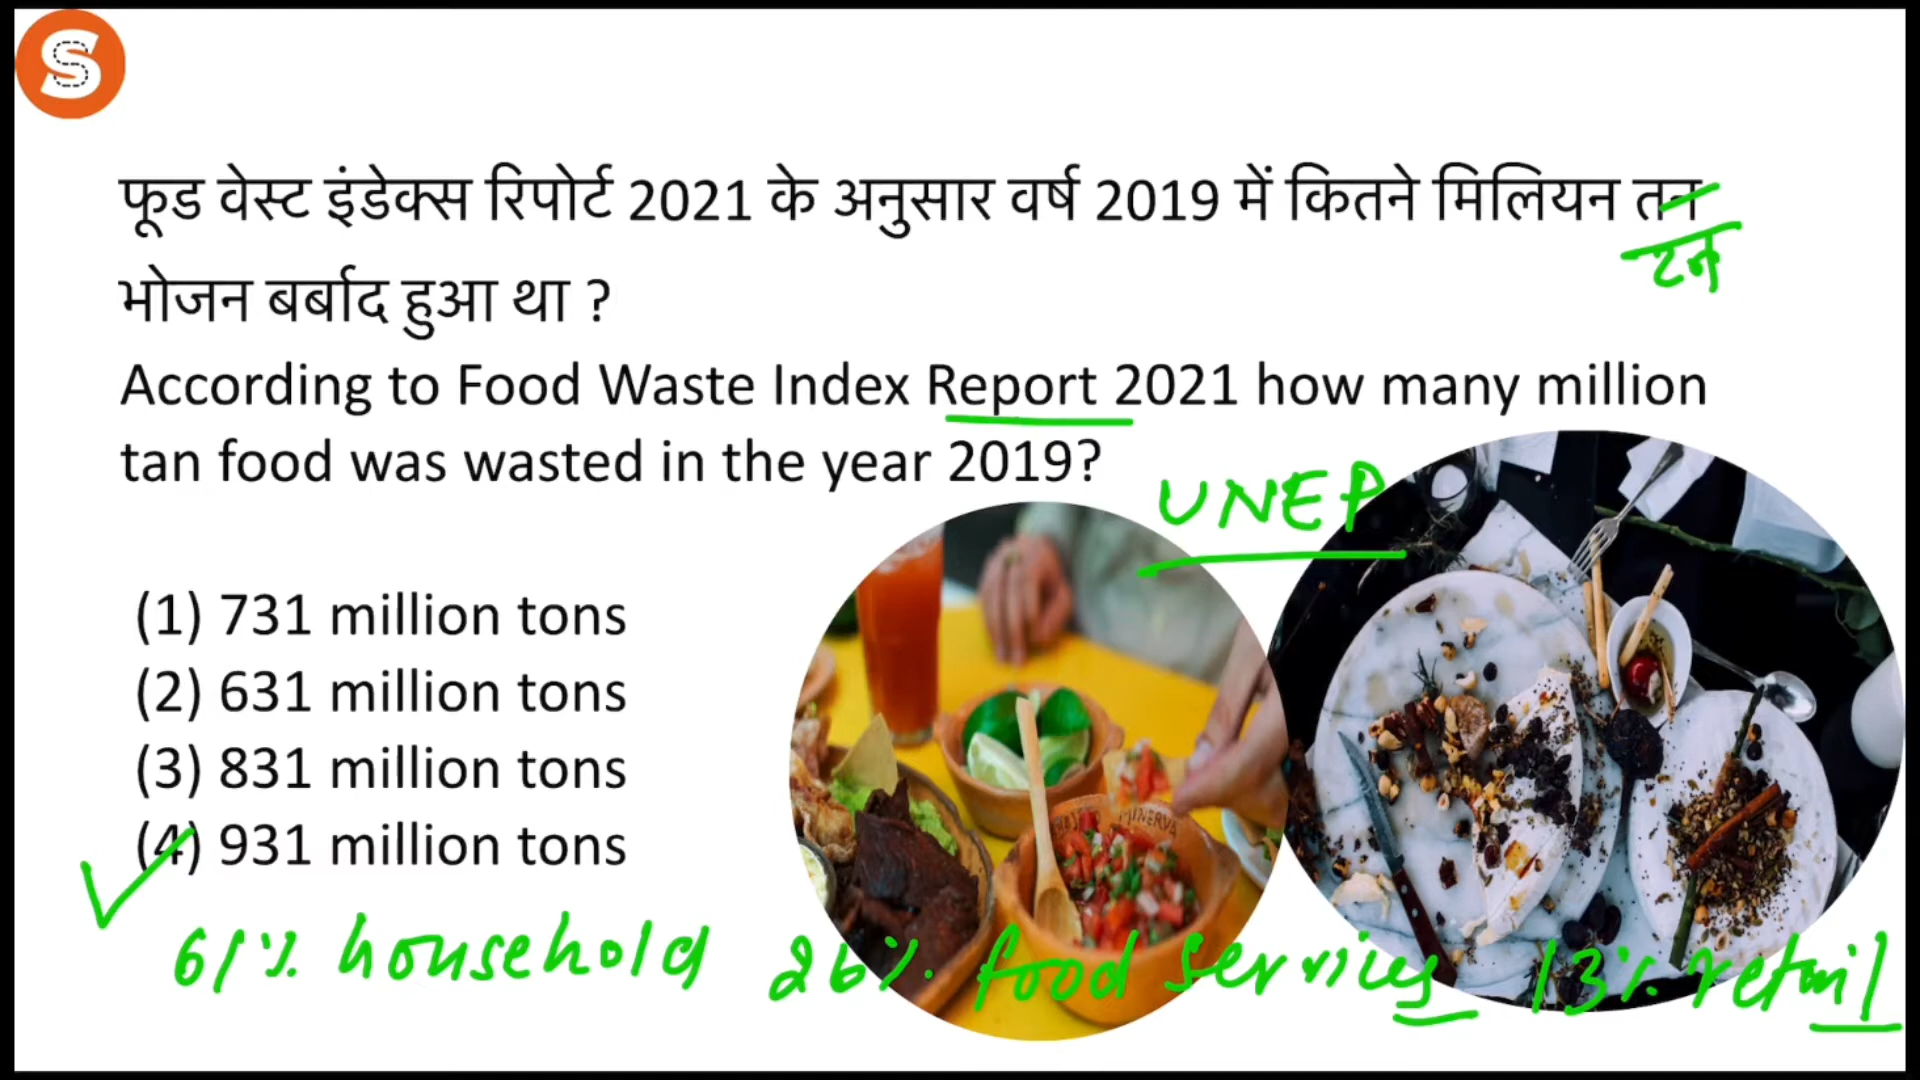 S
फूड वेस्ट इंडेक्स रिपोर्ट 2021 के अनुसार वर्ष 2019 में कितने मिलियन तन
टन
भोजन बर्बाद हुआ था ?
According to Food Waste Index Report 2021 how many million
tan food was wasted in the year 2019?
UNEP
(1) 731 million tons
(2) 631 million tons
(3) 831 million tons
(4) 931 million tons
MINERVA
61% household 26% food services 13% retail